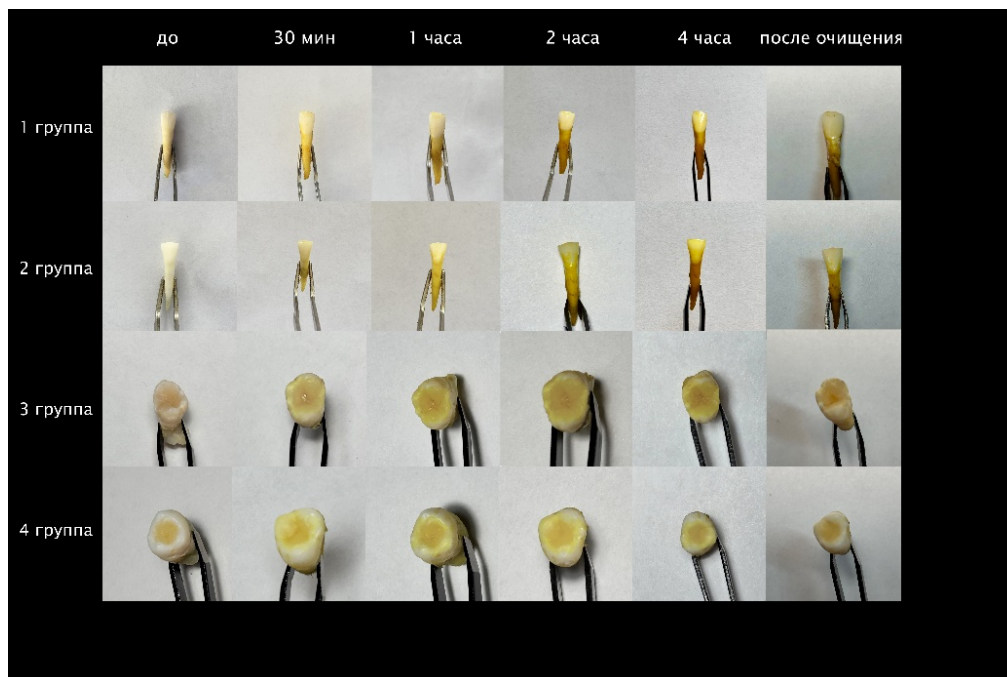 до 30 мин 1 часа 2 часа 4 часа после очищения
1 группа
2 группа
3 группа
4 группа